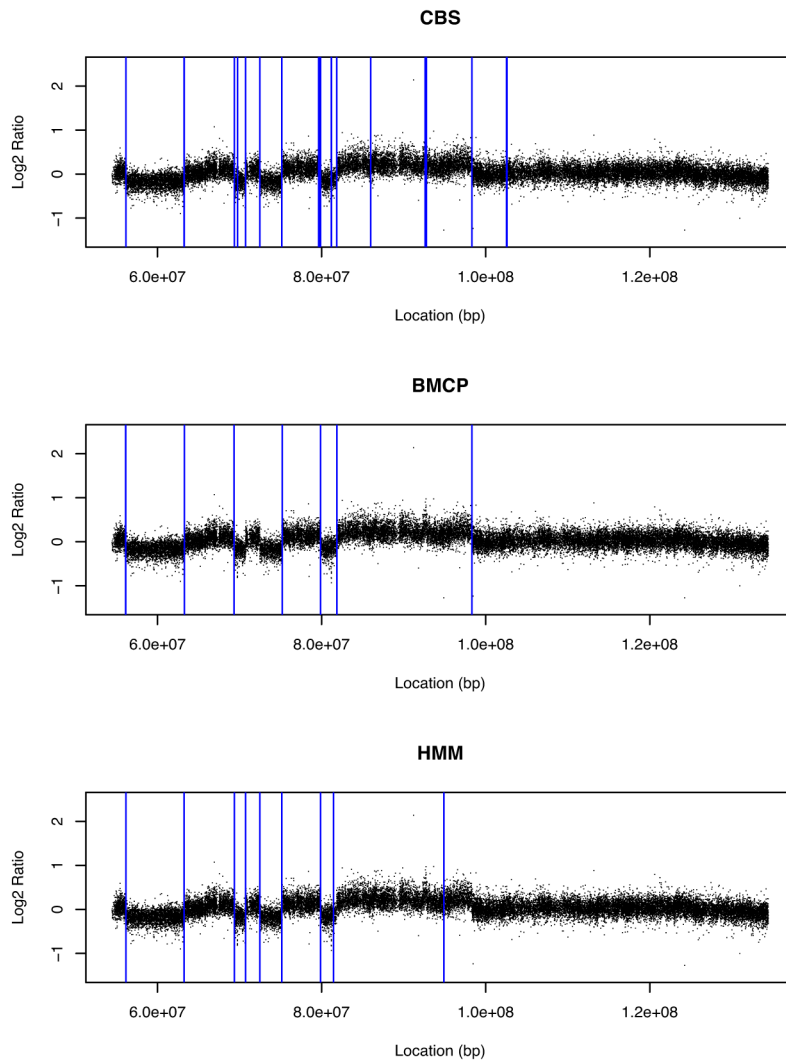 CBS
Log2 Ratio
2
1
0
−1
6.0e+07 8.0e+07 1.0e+08 1.2e+08
Location (bp)
BMCP
Log2 Ratio
2
1
0
−1
6.0e+07 8.0e+07 1.0e+08 1.2e+08
Location (bp)
HMM
Log2 Ratio
2
1
0
−1
6.0e+07 8.0e+07 1.0e+08 1.2e+08
Location (bp)